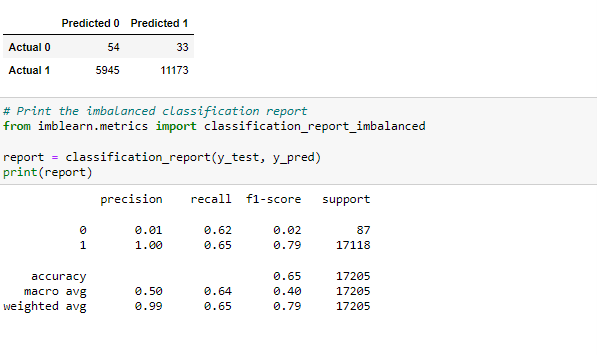 Predicted 0 Predicted 1
Actual 0 54 33
Actual 1 5945 11173
# Print the imbalanced classification report
from imblearn.metrics import classification_report_imbalanced
report = classification_report(y_test, y_pred)
print(report)
precision recall f1-score support
0 0.01 0.62 0.02 87
1 1.00 0.65 0.79 17118
accuracy 0.65 17205
macro avg 0.50 0.64 0.40 17205
weighted avg 0.99 0.65 0.79 17205